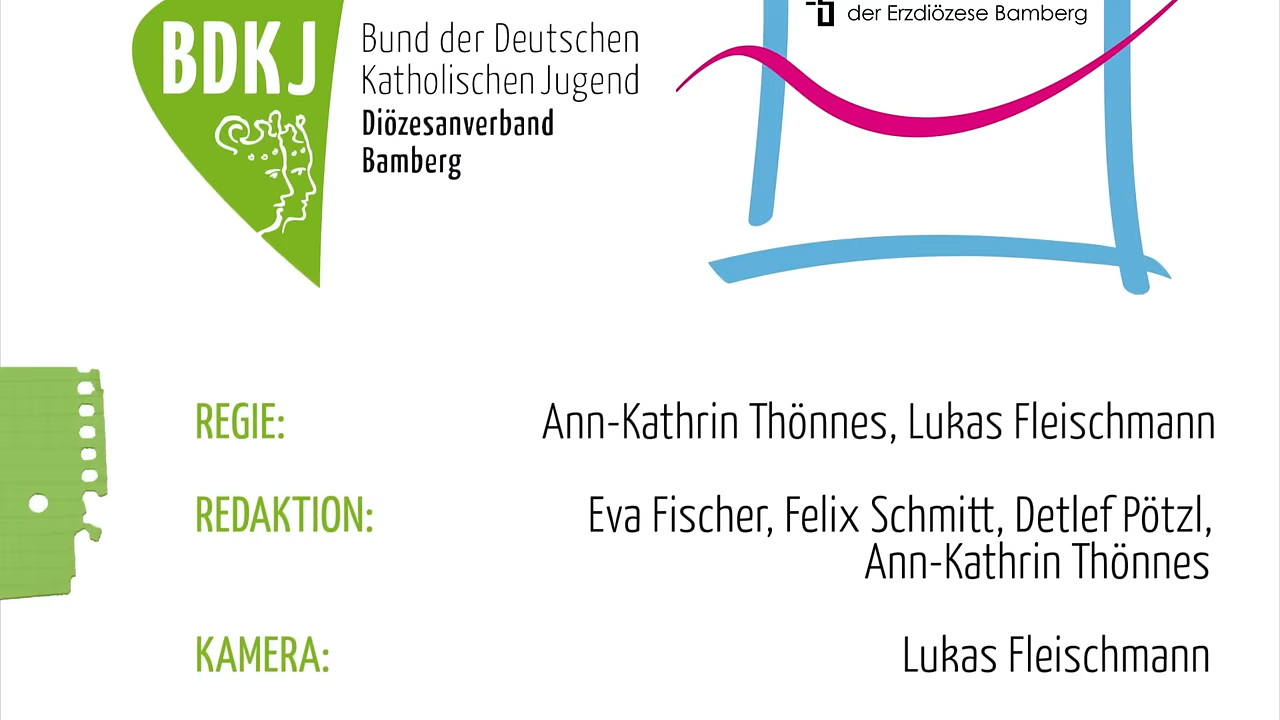 BDKJ
Bund der Deutschen
Katholischen Jugend
Diözesanverband
Bamberg
der Erzdiözese Bamberg
REGIE: Ann-Kathrin Thönnes, Lukas Fleischmann
REDAKTION: Eva Fischer, Felix Schmitt, Detlef Pötzl,
Ann-Kathrin Thönnes
KAMERA: Lukas Fleischmann